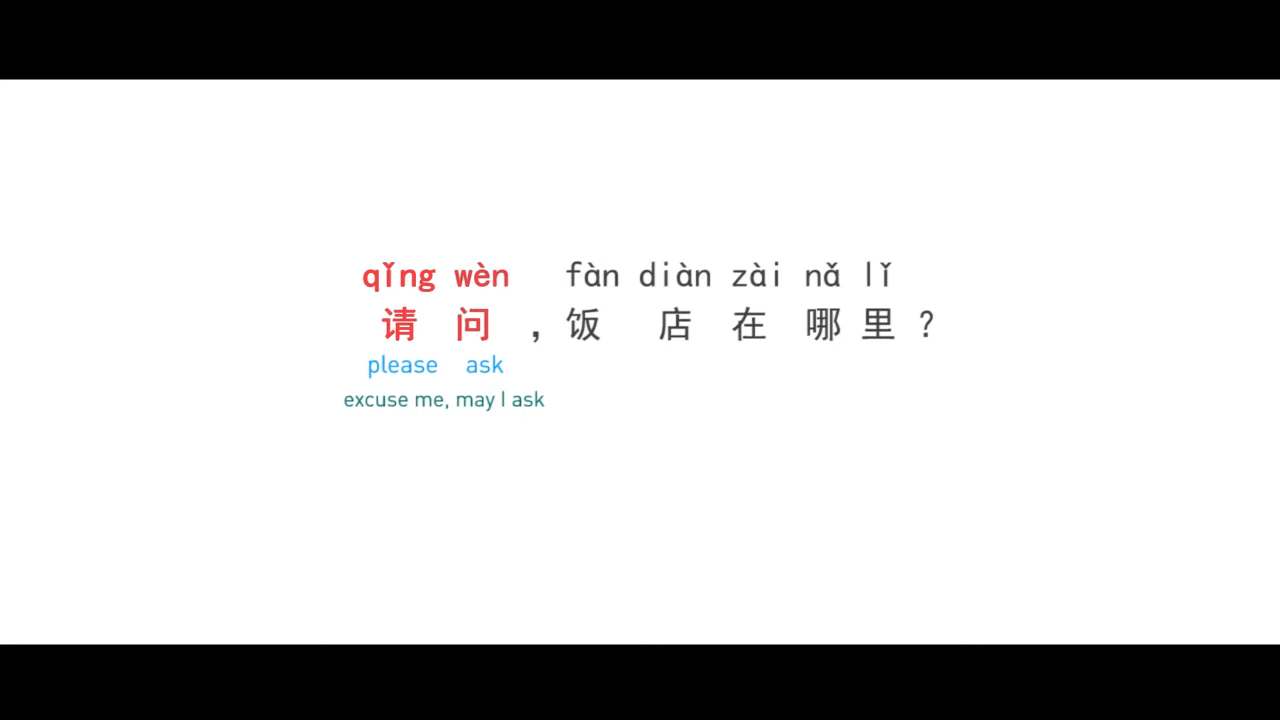 qǐng wèn fàn diàn zài nǎ lǐ
请问，饭店在哪里？
please ask
excuse me, may I ask